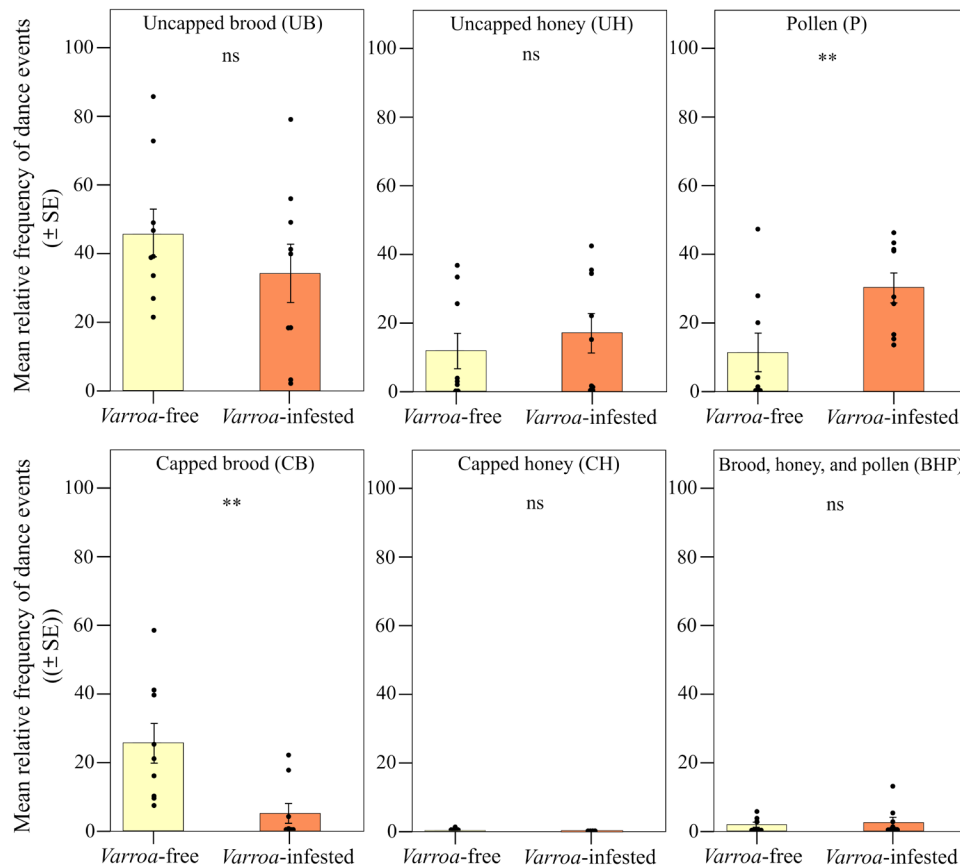 Mean relative frequency of dance events
(± SE)
Uncapped brood (UB)
ns
100
80
60
40
20
0
Varroa-free Varroa-infested
Uncapped honey (UH)
ns
100
80
60
40
20
0
Varroa-free Varroa-infested
Pollen (P)
**
100
80
60
40
20
0
Varroa-free Varroa-infested
Mean relative frequency of dance events
((± SE))
Capped brood (CB)
**
100
80
60
40
20
0
Varroa-free Varroa-infested
Capped honey (CH)
ns
100
80
60
40
20
0
Varroa-free Varroa-infested
Brood, honey, and pollen (BHP)
ns
100
80
60
40
20
0
Varroa-free Varroa-infested